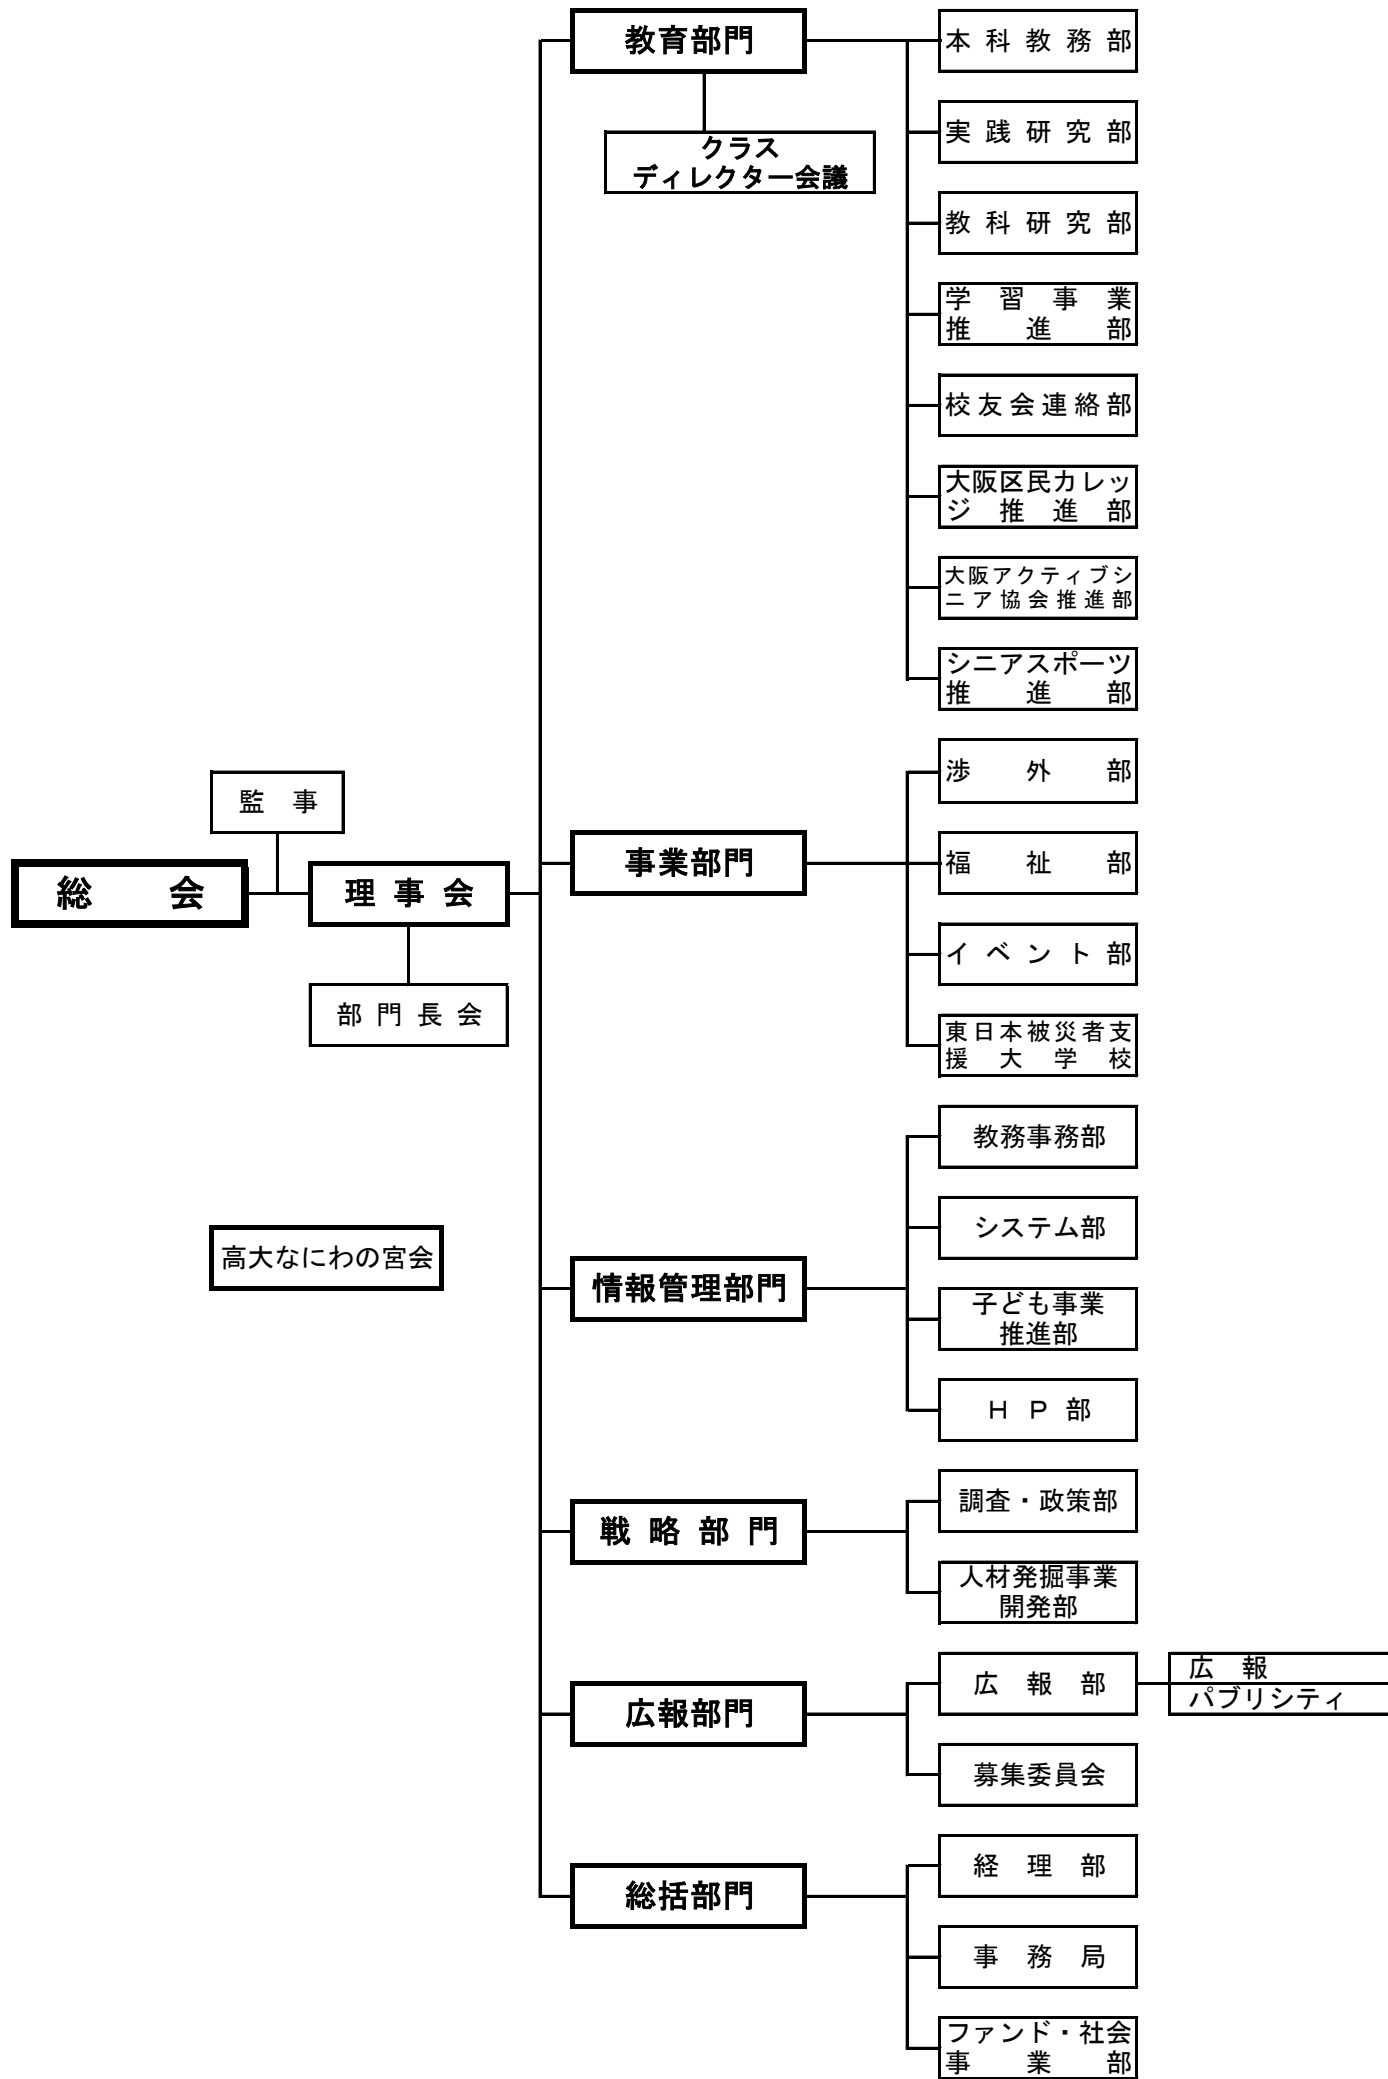 教育部門
クラス
ディレクター会議
本科教務部
実践研究部
教科研究部
学習事業
推進部
校友会連絡部
大阪区民カレッ
ジ推進部
大阪アクティブシ
ニア協会推進部
シニアスポーツ
推進部
監事
総会
理事会
部門長会
事業部門
渉外部
福祉部
イベント部
東日本被災者支
援大学校
高大なにわの宮会
情報管理部門
教務事務部
システム部
子ども事業
推進部
ＨＰ部
戦略部門
調査・政策部
人材発掘事業
開発部
広報部門
広報部
広報
パブリシティ
募集委員会
総括部門
経理部
事務局
ファンド・社会
事業部